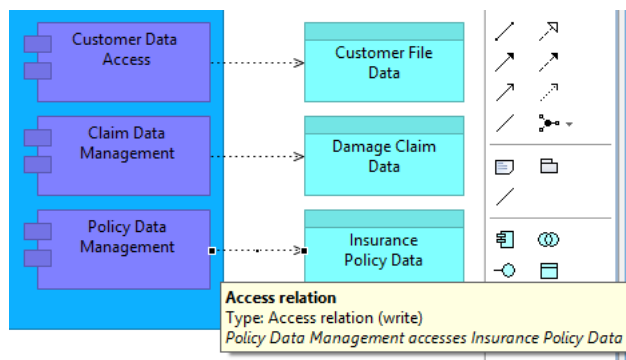 Customer Data
Access
Customer File
Data
Claim Data
Management
Damage Claim
Data
Policy Data
Management
Insurance
Policy Data
Access relation
Type: Access relation (write)
Policy Data Management accesses Insurance Policy Data